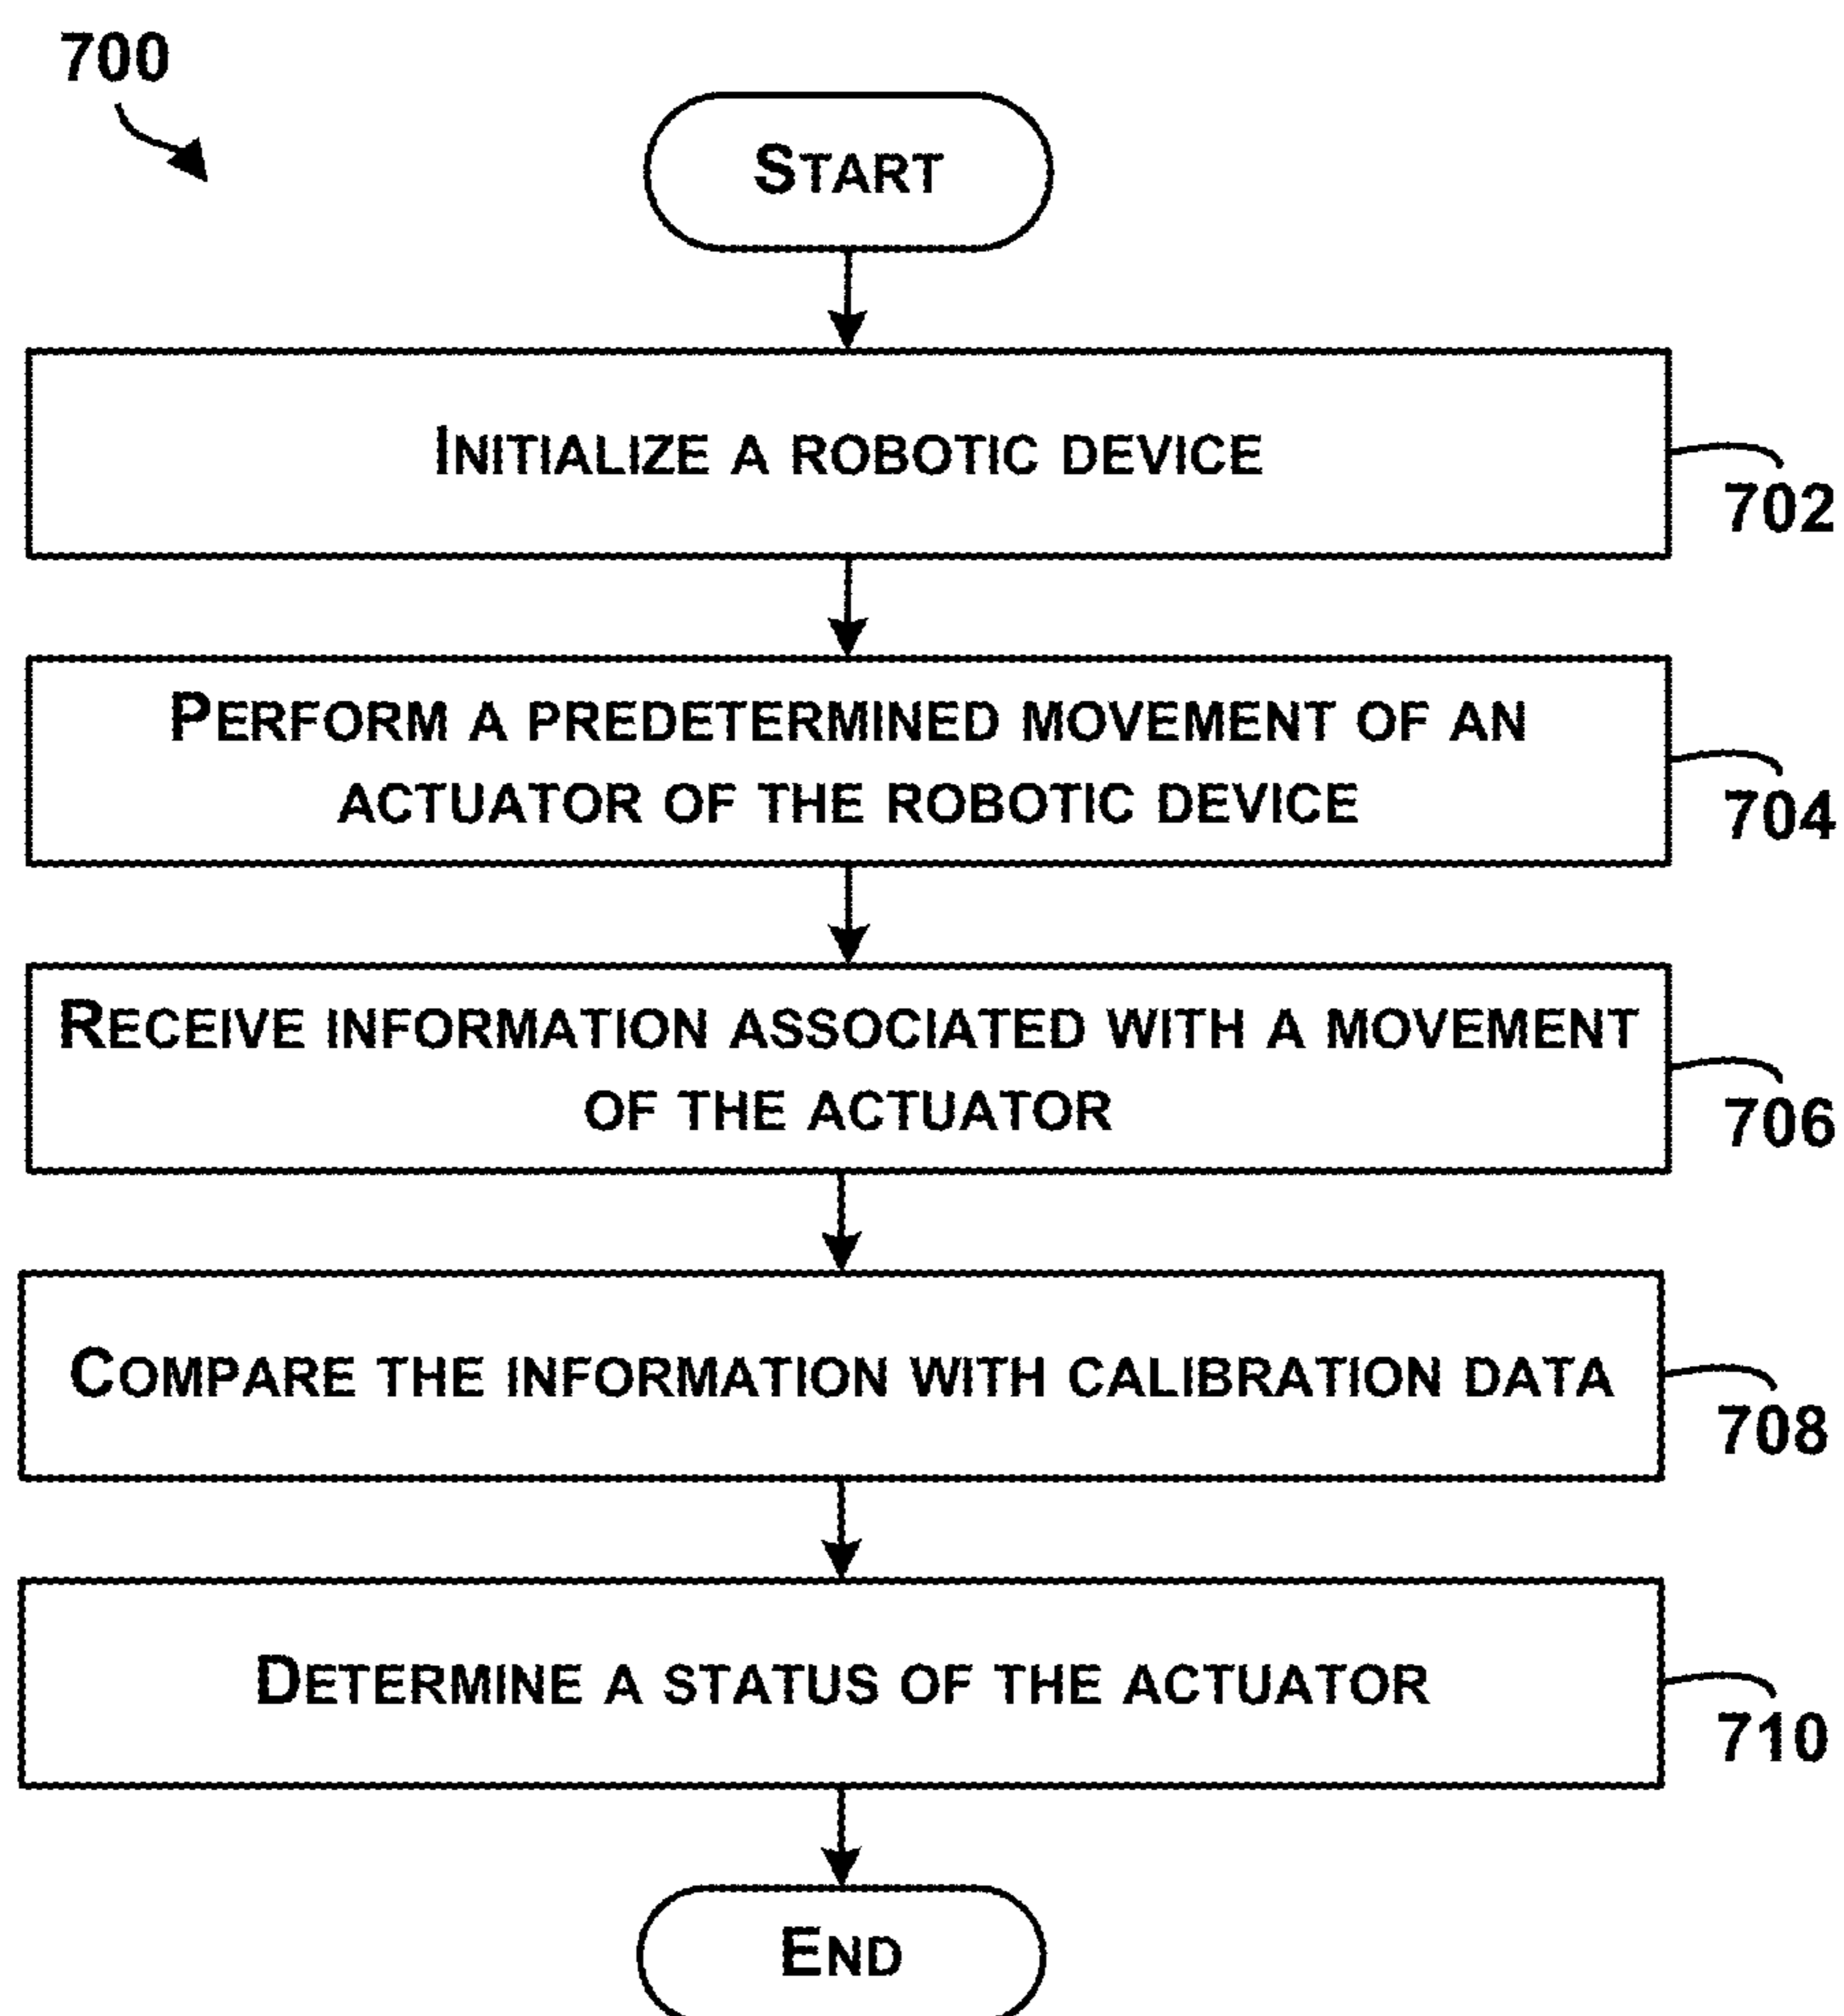 700
START
INITIALIZE A ROBOTIC DEVICE
702
PERFORM A PREDETERMINED MOVEMENT OF AN
ACTUATOR OF THE ROBOTIC DEVICE
704
RECEIVE INFORMATION ASSOCIATED WITH A MOVEMENT
OF THE ACTUATOR
706
COMPARE THE INFORMATION WITH CALIBRATION DATA
708
DETERMINE A STATUS OF THE ACTUATOR
710
END